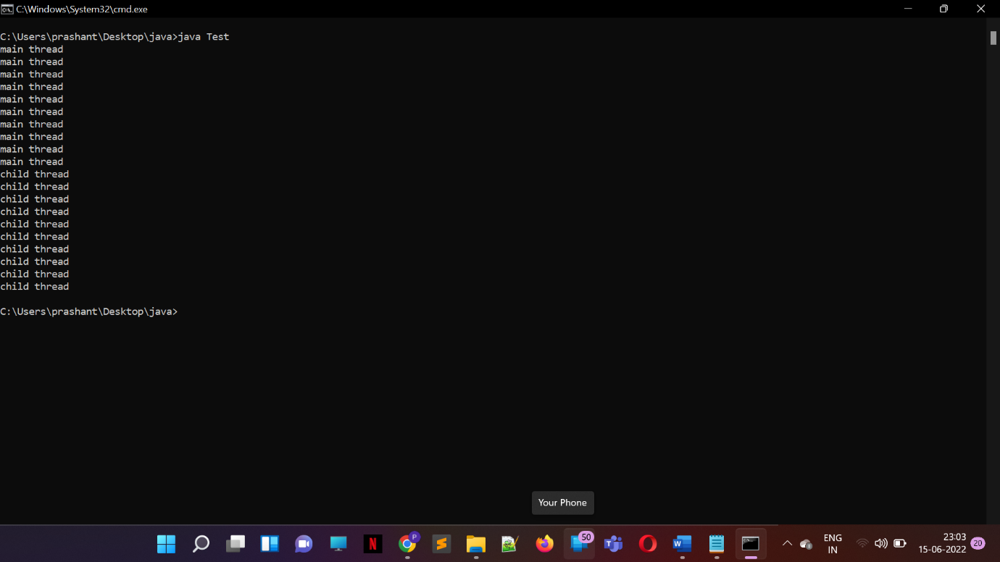 C:\Windows\System32\cmd.exe
C:\Users\prashant\Desktop\java>java Test
main thread
main thread
main thread
main thread
main thread
main thread
main thread
main thread
main thread
main thread
child thread
child thread
child thread
child thread
child thread
child thread
child thread
child thread
child thread
child thread
C:\Users\prashant\Desktop\java>
Your Phone
P
N
50
T
W
ENG
IN
23:03
15-06-2022
20